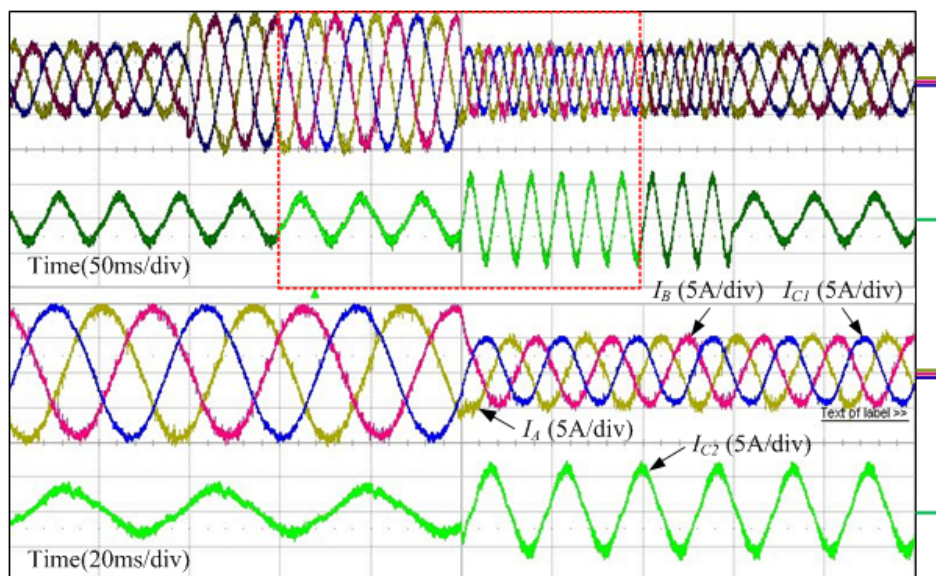 Time(50ms/div)
I_B (5A/div) I_C1 (5A/div)
Text of label >>
I_A (5A/div)
I_C2 (5A/div)
Time(20ms/div)